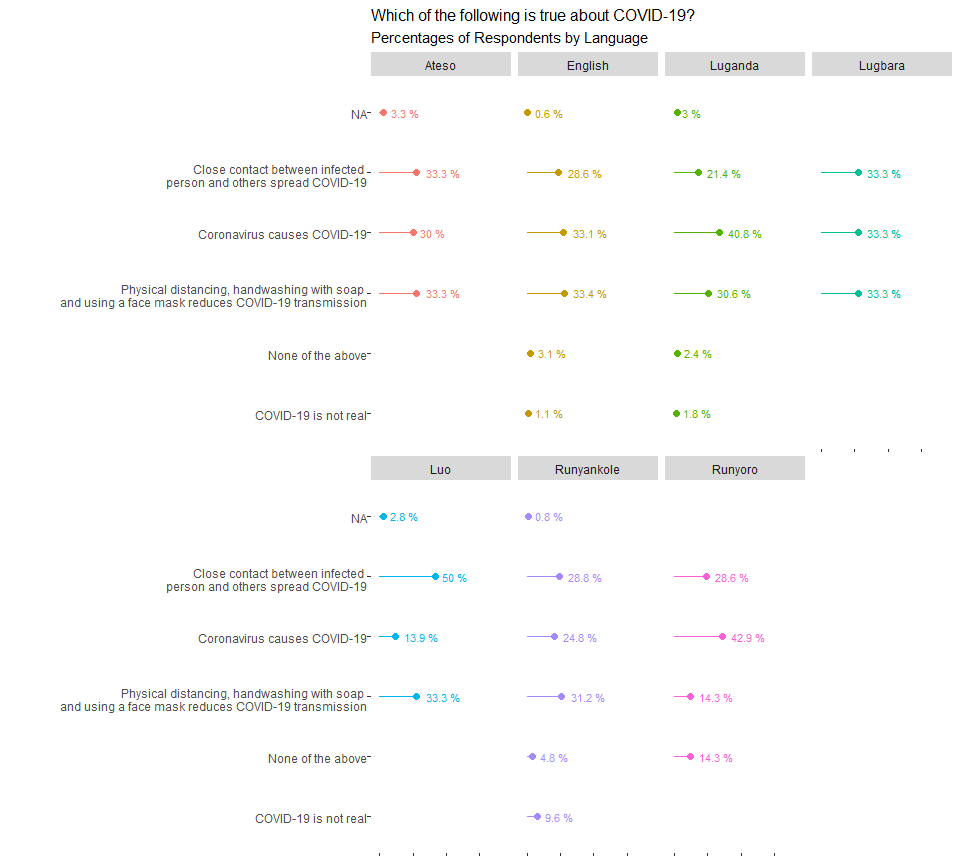 Which of the following is true about COVID-19?
Percentages of Respondents by Language
Ateso English Luganda Lugbara
NA 3.3 % 0.6 % 3 %
Close contact between infected
person and others spread COVID-19 33.3 % 28.6 % 21.4 % 33.3 %
Coronavirus causes COVID-19 30 % 33.1 % 40.8 % 33.3 %
Physical distancing, handwashing with soap
and using a face mask reduces COVID-19 transmission 33.3 % 33.4 % 30.6 % 33.3 %
None of the above 3.1 % 2.4 %
COVID-19 is not real 1.1 % 1.8 %
Luo Runyankole Runyoro
NA 2.8 % 0.8 %
Close contact between infected
person and others spread COVID-19 50 % 28.8 % 28.6 %
Coronavirus causes COVID-19 13.9 % 24.8 % 42.9 %
Physical distancing, handwashing with soap
and using a face mask reduces COVID-19 transmission 33.3 % 31.2 % 14.3 %
None of the above 4.8 % 14.3 %
COVID-19 is not real 9.6 %